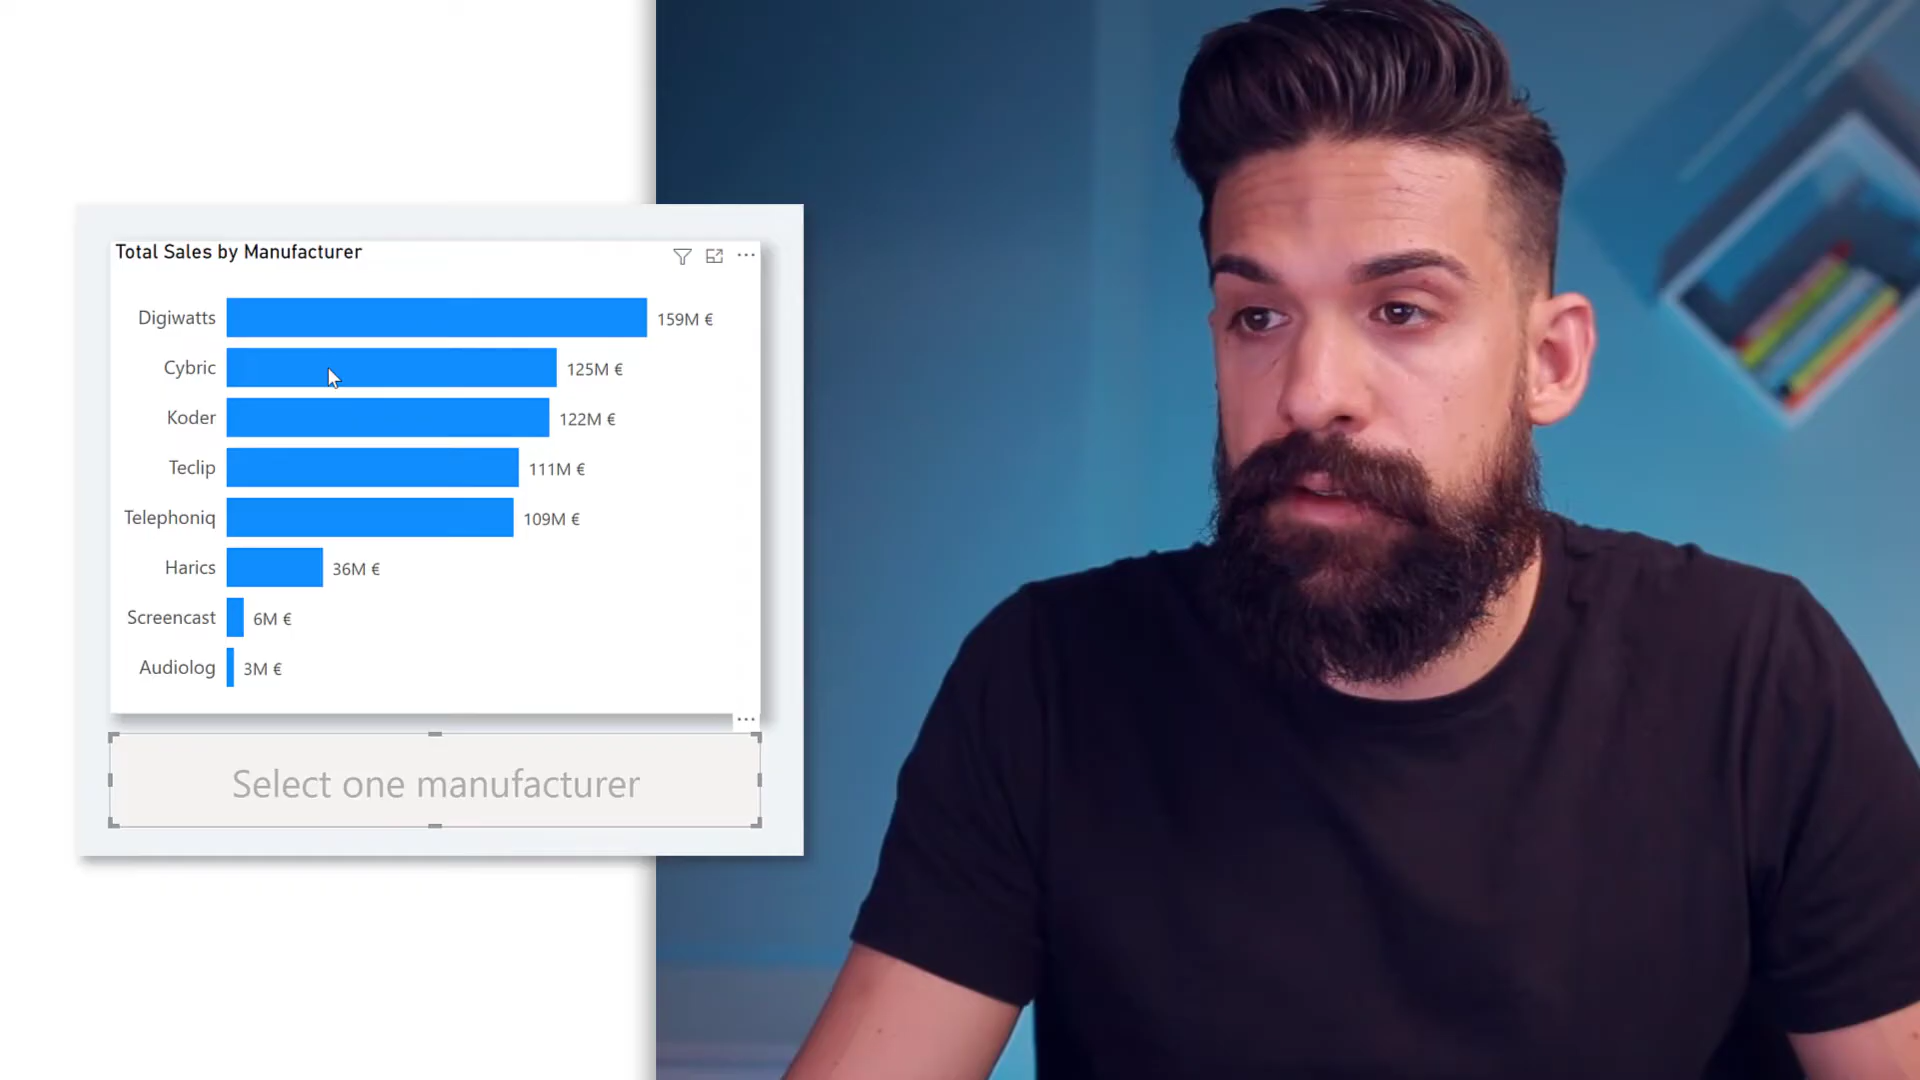 Total Sales by Manufacturer
Digiwatts 159M €
Cybric 125M €
Koder 122M €
Teclip 111M €
Telephoniq 109M €
Harics 36M €
Screencast 6M €
Audiolog 3M €
Select one manufacturer